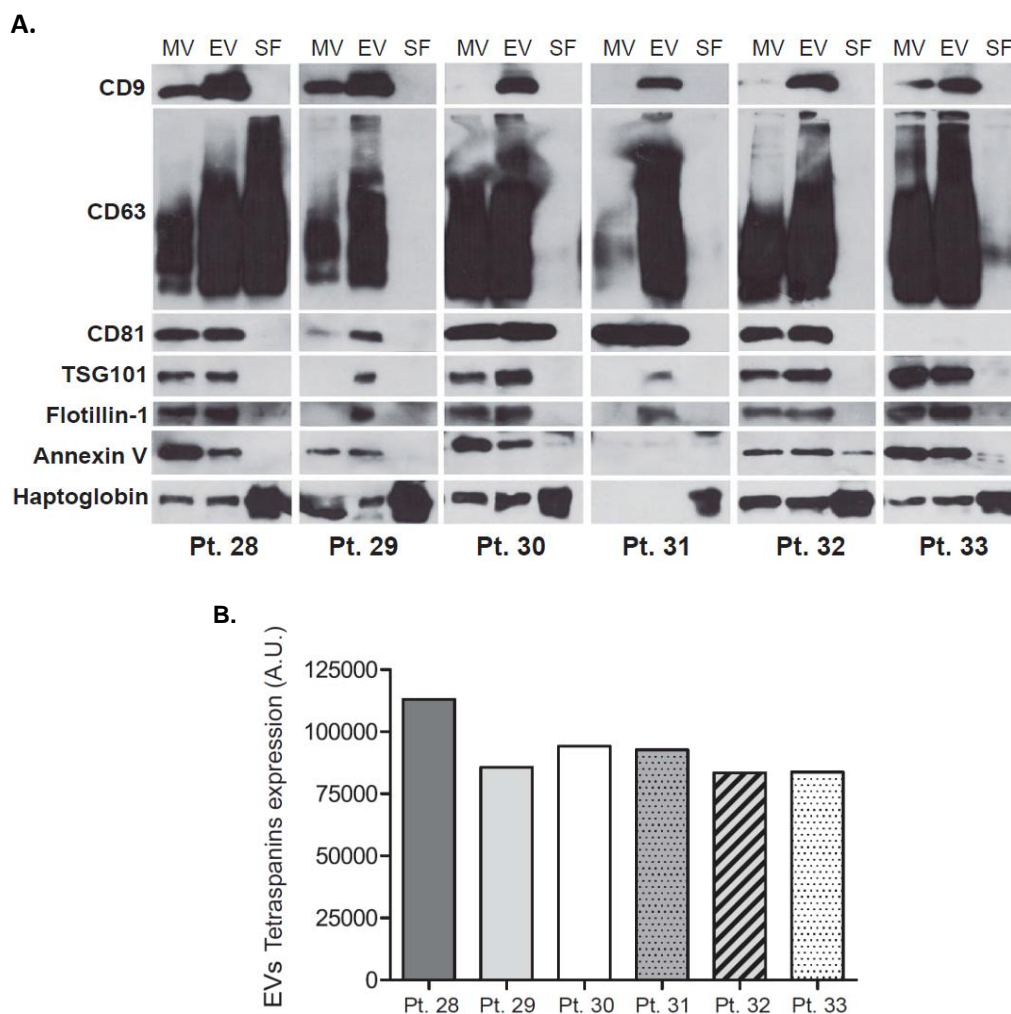 A.
MV EV SF MV EV SF MV EV SF MV EV SF MV EV SF MV EV SF
CD9
CD63
CD81
TSG101
Flotillin-1
Annexin V
Haptoglobin
Pt. 28 Pt. 29 Pt. 30 Pt. 31 Pt. 32 Pt. 33
B.
EVs Tetraspanins expression (A.U.)
125000
100000
75000
50000
25000
0
Pt. 28 Pt. 29 Pt. 30 Pt. 31 Pt. 32 Pt. 33